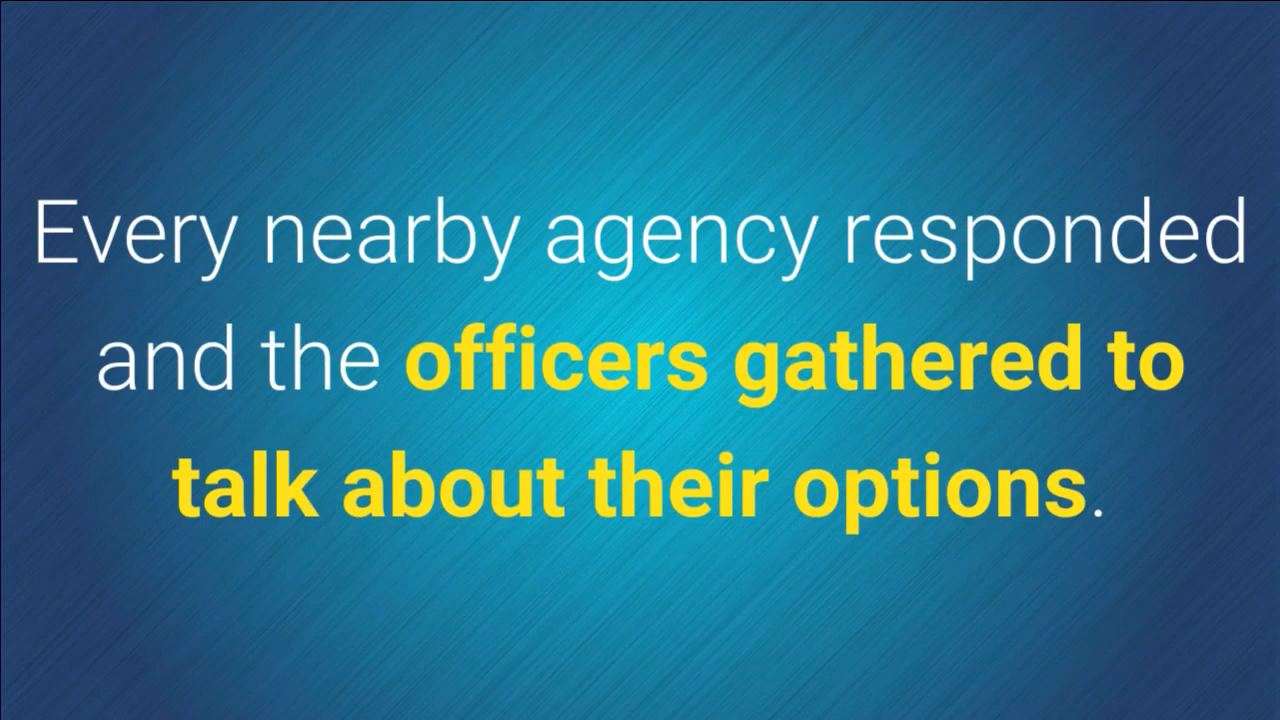 Every nearby agency responded
and the officers gathered to
talk about their options.